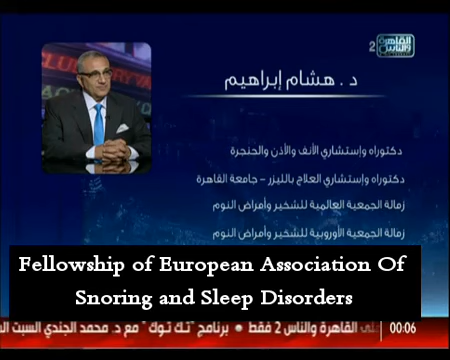 القاهرة
والناس
2
د. هشام إبراهيم
دكتوراه وإستشاري الأنف والأذن والحنجرة
دكتوراه وإستشاري العلاج بالليزر - جامعة القاهرة
زمالة الجمعية العالمية للشخير وأمراض النوم
زمالة الجمعية الأوروبية للشخير وأمراض النوم
Fellowship of European Association Of
Snoring and Sleep Disorders
القاهرة والناس 2 فقط • برنامج "تك توك" مع د. محمد الجندي السبت
00:06